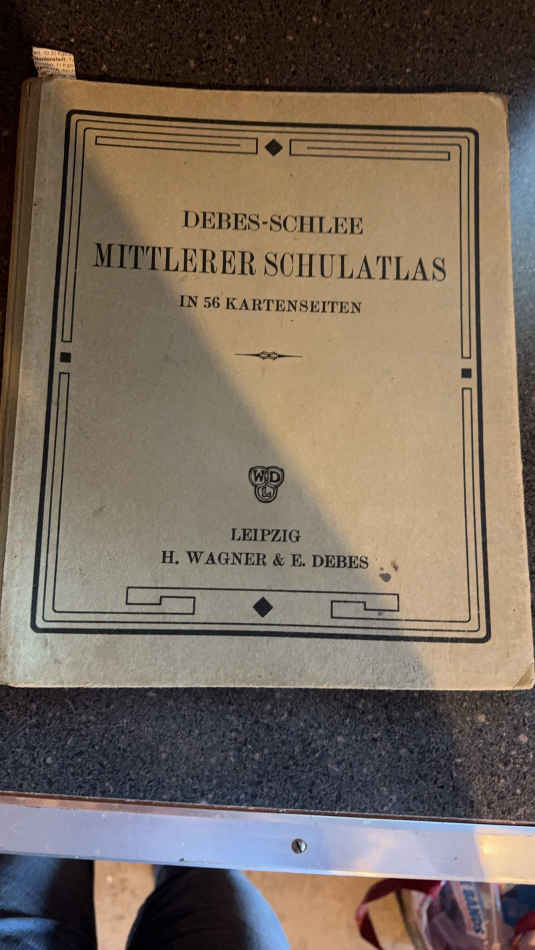 DEBES-SCHLEE
MITTLERER SCHULATLAS
IN 56 KARTENSEITEN
W D
LEIPZIG
H. WAGNER & E. DEBES